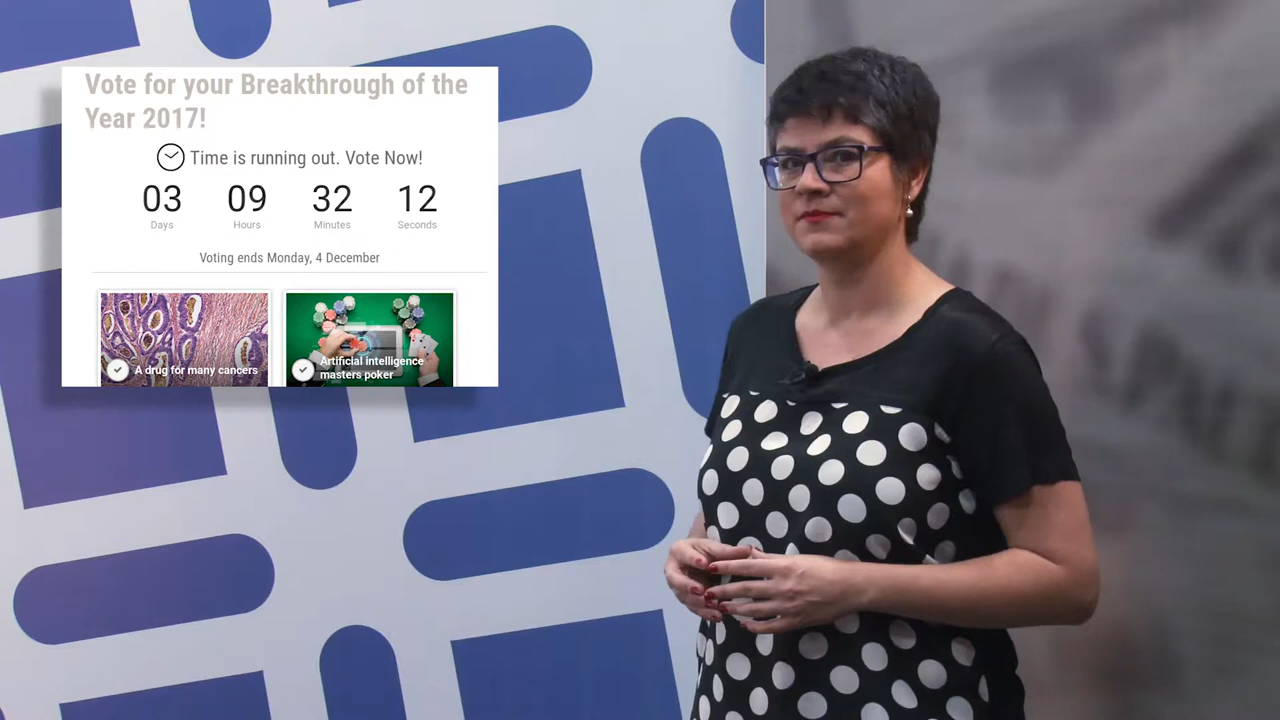 Vote for your Breakthrough of the
Year 2017!
Time is running out. Vote Now!
03 09 32 12
Days Hours Minutes Seconds
Voting ends Monday, 4 December
A drug for many cancers
Artificial intelligence
masters poker